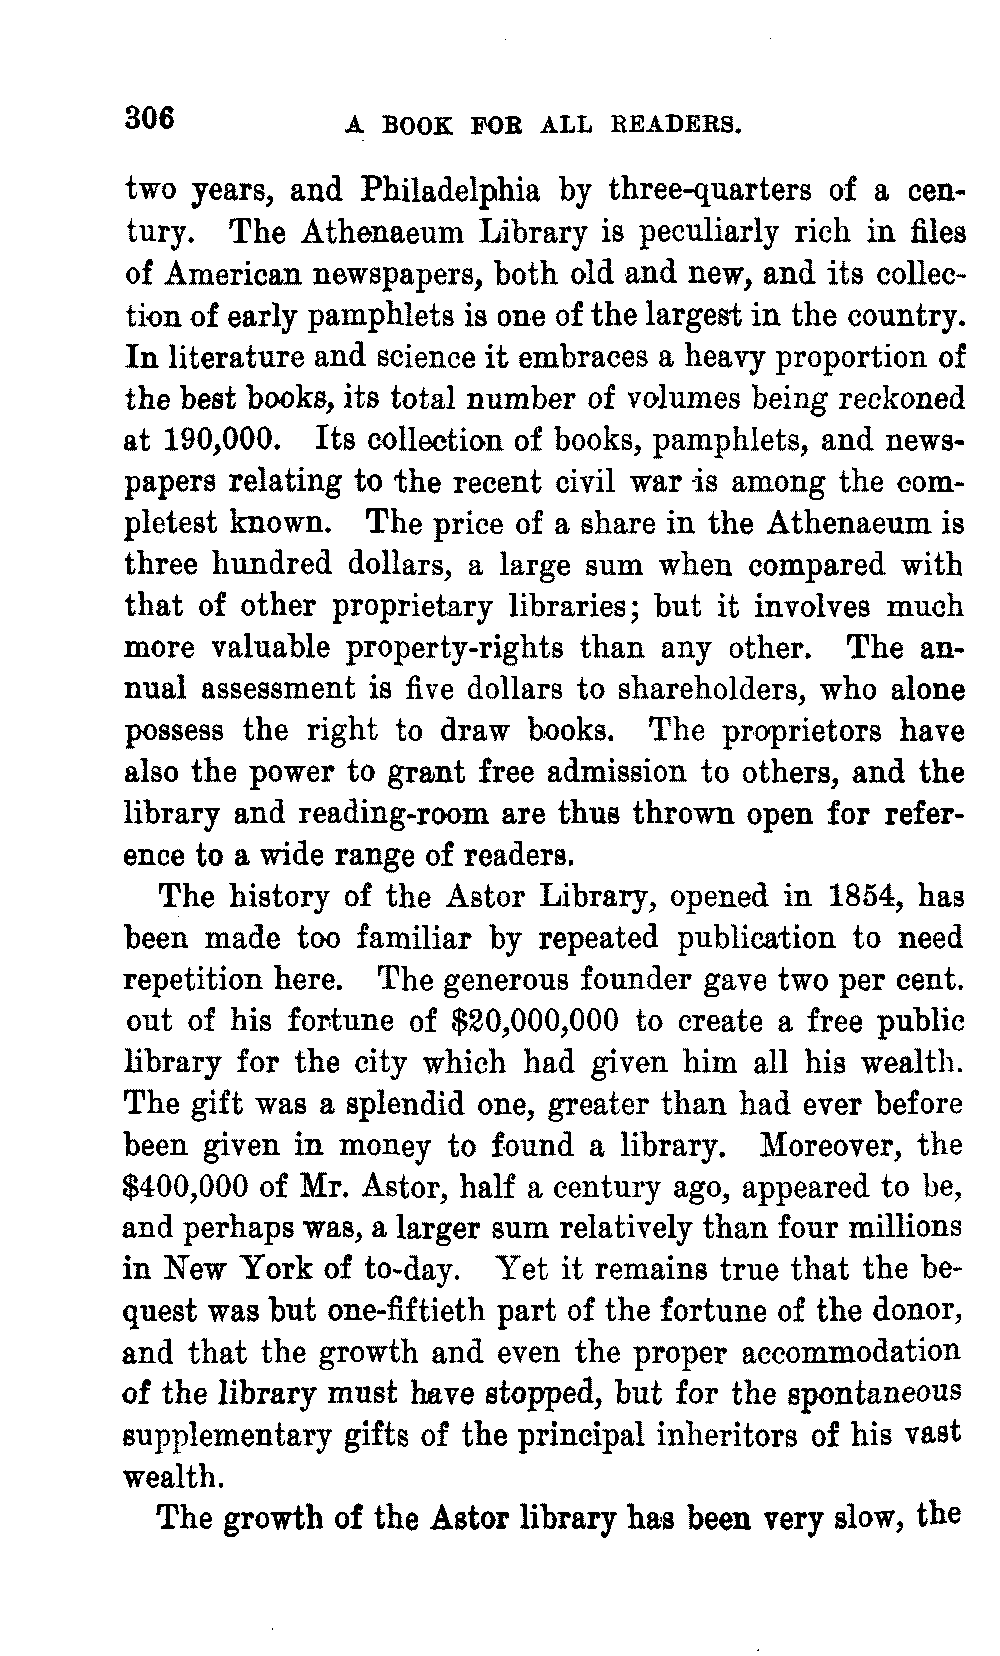 306
A BOOK FOR ALL READERS.
two years, and Philadelphia by three-quarters of a cen-
tury. The Athenaeum Library is peculiarly rich in files
of American newspapers, both old and new, and its collec-
tion of early pamphlets is one of the largest in the country.
In literature and science it embraces a heavy proportion of
the best books, its total number of volumes being reckoned
at 190,000. Its collection of books, pamphlets, and news-
papers relating to the recent civil war is among the com-
pletest known. The price of a share in the Athenaeum is
three hundred dollars, a large sum when compared with
that of other proprietary libraries; but it involves much
more valuable property-rights than any other. The an-
nual assessment is five dollars to shareholders, who alone
possess the right to draw books. The proprietors have
also the power to grant free admission to others, and the
library and reading-room are thus thrown open for refer-
ence to a wide range of readers.
The history of the Astor Library, opened in 1854, has
been made too familiar by repeated publication to need
repetition here. The generous founder gave two per cent.
out of his fortune of $20,000,000 to create a free public
library for the city which had given him all his wealth.
The gift was a splendid one, greater than had ever before
been given in money to found a library. Moreover, the
$400,000 of Mr. Astor, half a century ago, appeared to be,
and perhaps was, a larger sum relatively than four millions
in New York of to-day. Yet it remains true that the be-
quest was but one-fiftieth part of the fortune of the donor,
and that the growth and even the proper accommodation
of the library must have stopped, but for the spontaneous
supplementary gifts of the principal inheritors of his vast
wealth.
The growth of the Astor library has been very slow, the